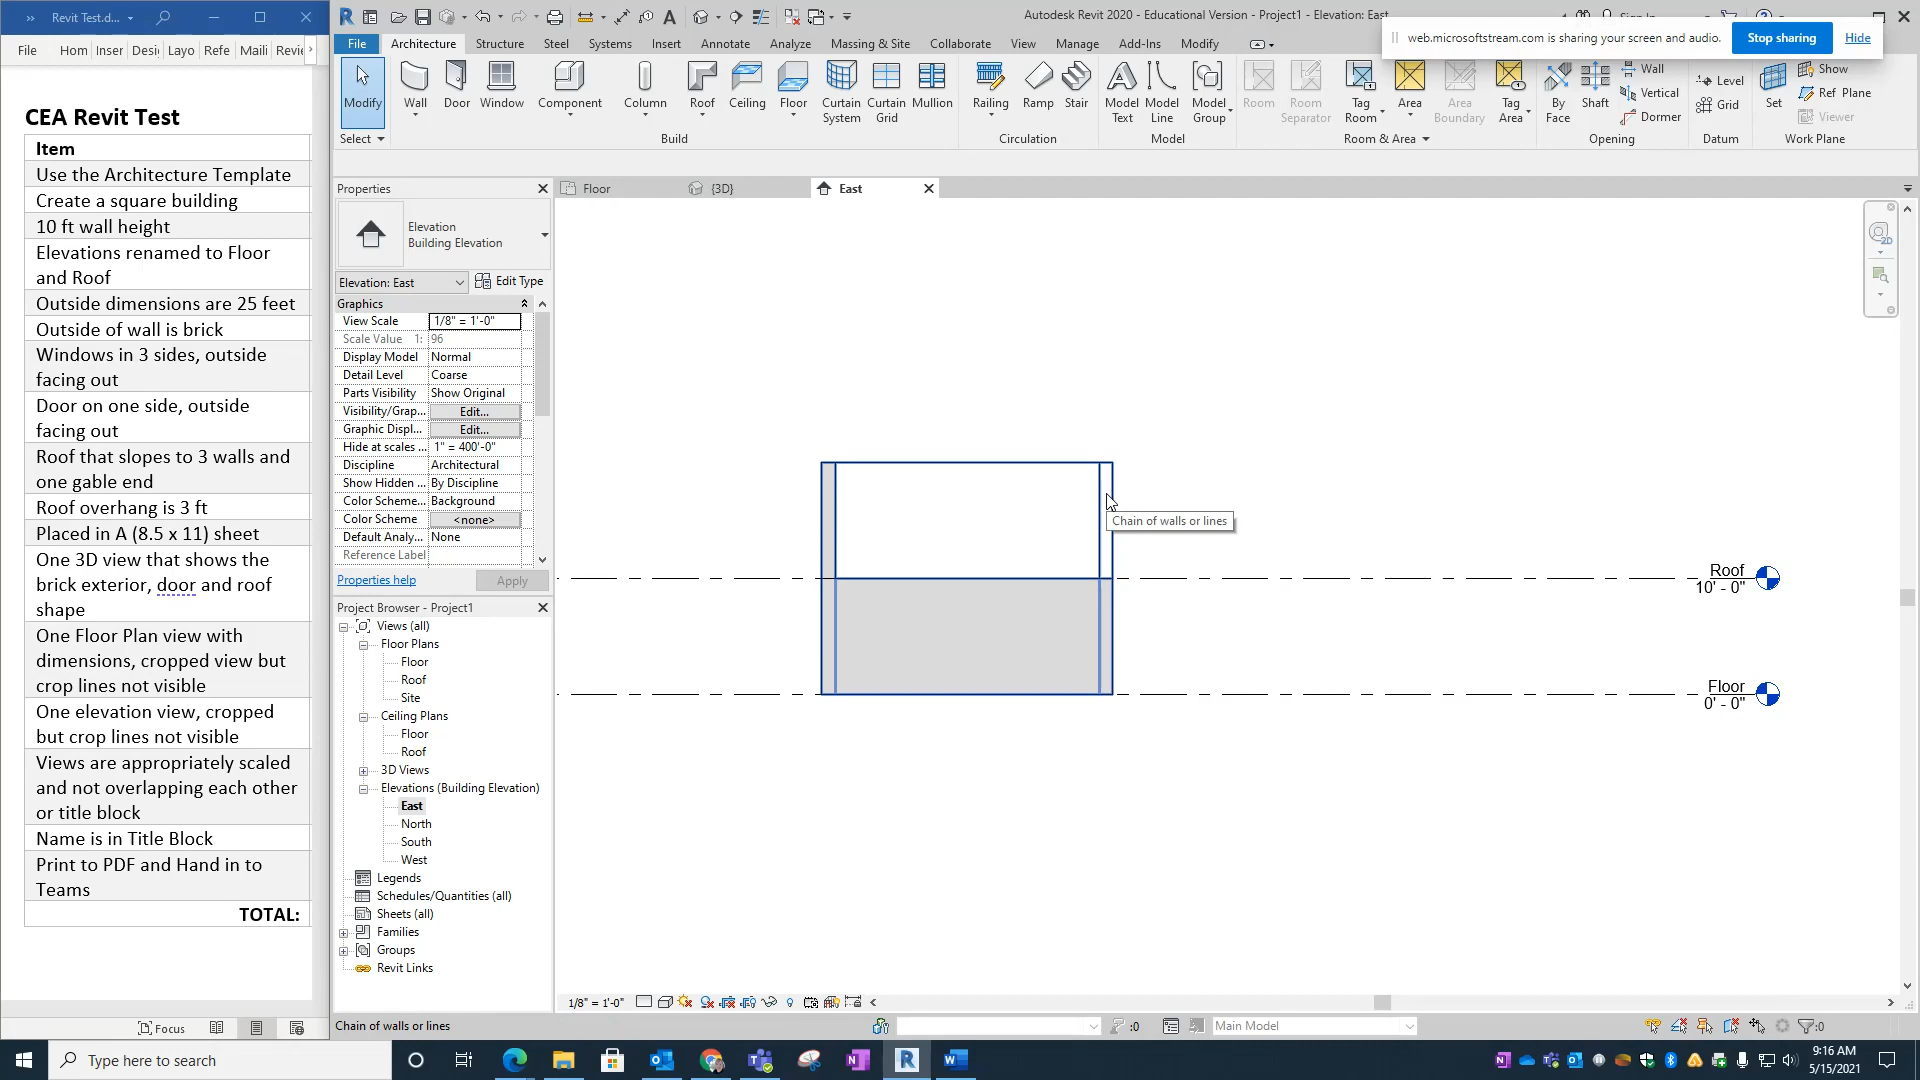 Revit Test.d...
File Hom Inser Desig Layo Refe Maili Revie
CEA Revit Test
Item
Use the Architecture Template
Create a square building
10 ft wall height
Elevations renamed to Floor
and Roof
Outside dimensions are 25 feet
Outside of wall is brick
Windows in 3 sides, outside
facing out
Door on one side, outside
facing out
Roof that slopes to 3 walls and
one gable end
Roof overhang is 3 ft
Placed in A (8.5 x 11) sheet
One 3D view that shows the
brick exterior, door and roof
shape
One Floor Plan view with
dimensions, cropped view but
crop lines not visible
One elevation view, cropped
but crop lines not visible
Views are appropriately scaled
and not overlapping each other
or title block
Name is in Title Block
Print to PDF and Hand in to
Teams
TOTAL:
Focus
Autodesk Revit 2020 - Educational Version - Project1 - Elevation: East
web.microsoftstream.com is sharing your screen and audio. Stop sharing Hide
File Architecture Structure Steel Systems Insert Annotate Analyze Massing & Site Collaborate View Manage Add-Ins Modify
Modify Wall Door Window Component Column Roof Ceiling Floor Curtain System Curtain Grid Mullion Railing Ramp Stair Model Text Model Line Model Group Room Room Separator Tag Room Area Area Boundary Tag Area By Face Shaft Wall Vertical Dormer Level Grid Set Show Ref Plane Viewer
Select Build Circulation Model Room & Area Opening Datum Work Plane
Properties
Floor {3D} East
Elevation
Building Elevation
Elevation: East Edit Type
Graphics
View Scale 1/8" = 1'-0"
Scale Value 1: 96
Display Model Normal
Detail Level Coarse
Parts Visibility Show Original
Visibility/Grap... Edit...
Graphic Displ... Edit...
Hide at scales ... 1" = 400'-0"
Discipline Architectural
Show Hidden ... By Discipline
Color Scheme... Background
Color Scheme <none>
Default Analy... None
Reference Label
Properties help Apply
Project Browser - Project1
Views (all)
Floor Plans
Floor
Roof
Site
Ceiling Plans
Floor
Roof
3D Views
Elevations (Building Elevation)
East
North
South
West
Legends
Schedules/Quantities (all)
Sheets (all)
Families
Groups
Revit Links
Chain of walls or lines
Roof
10' - 0"
Floor
0' - 0"
1/8" = 1'-0"
Chain of walls or lines :0 Main Model :0
Type here to search
9:16 AM
5/15/2021